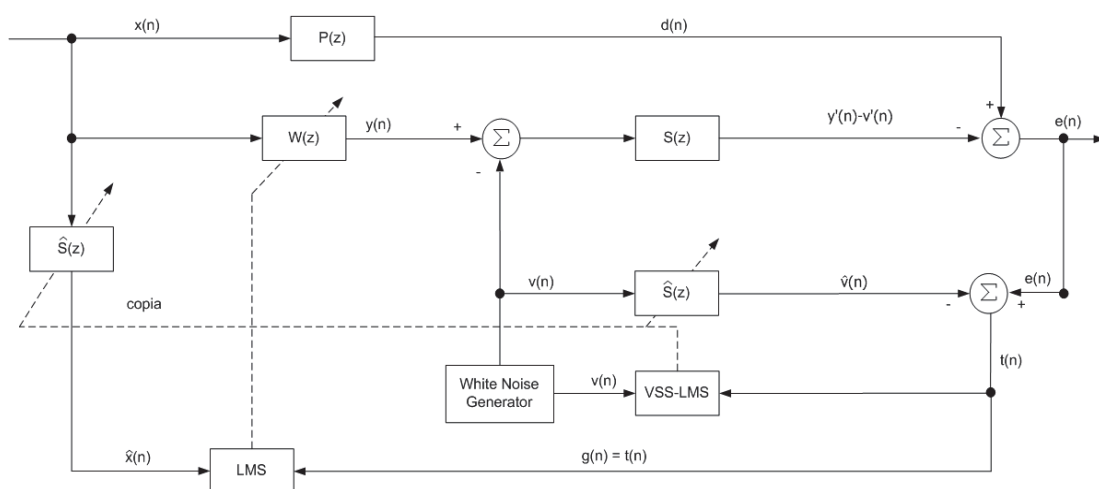 x(n)
P(z)
d(n)
W(z)
y(n)
+
-
Σ
S(z)
y'(n)-v'(n)
+
-
Σ
e(n)
Ŝ(z)
copia
v(n)
Ŝ(z)
v̂(n)
-
Σ
+
e(n)
t(n)
White Noise
Generator
v(n)
VSS-LMS
x̂(n)
LMS
g(n) = t(n)